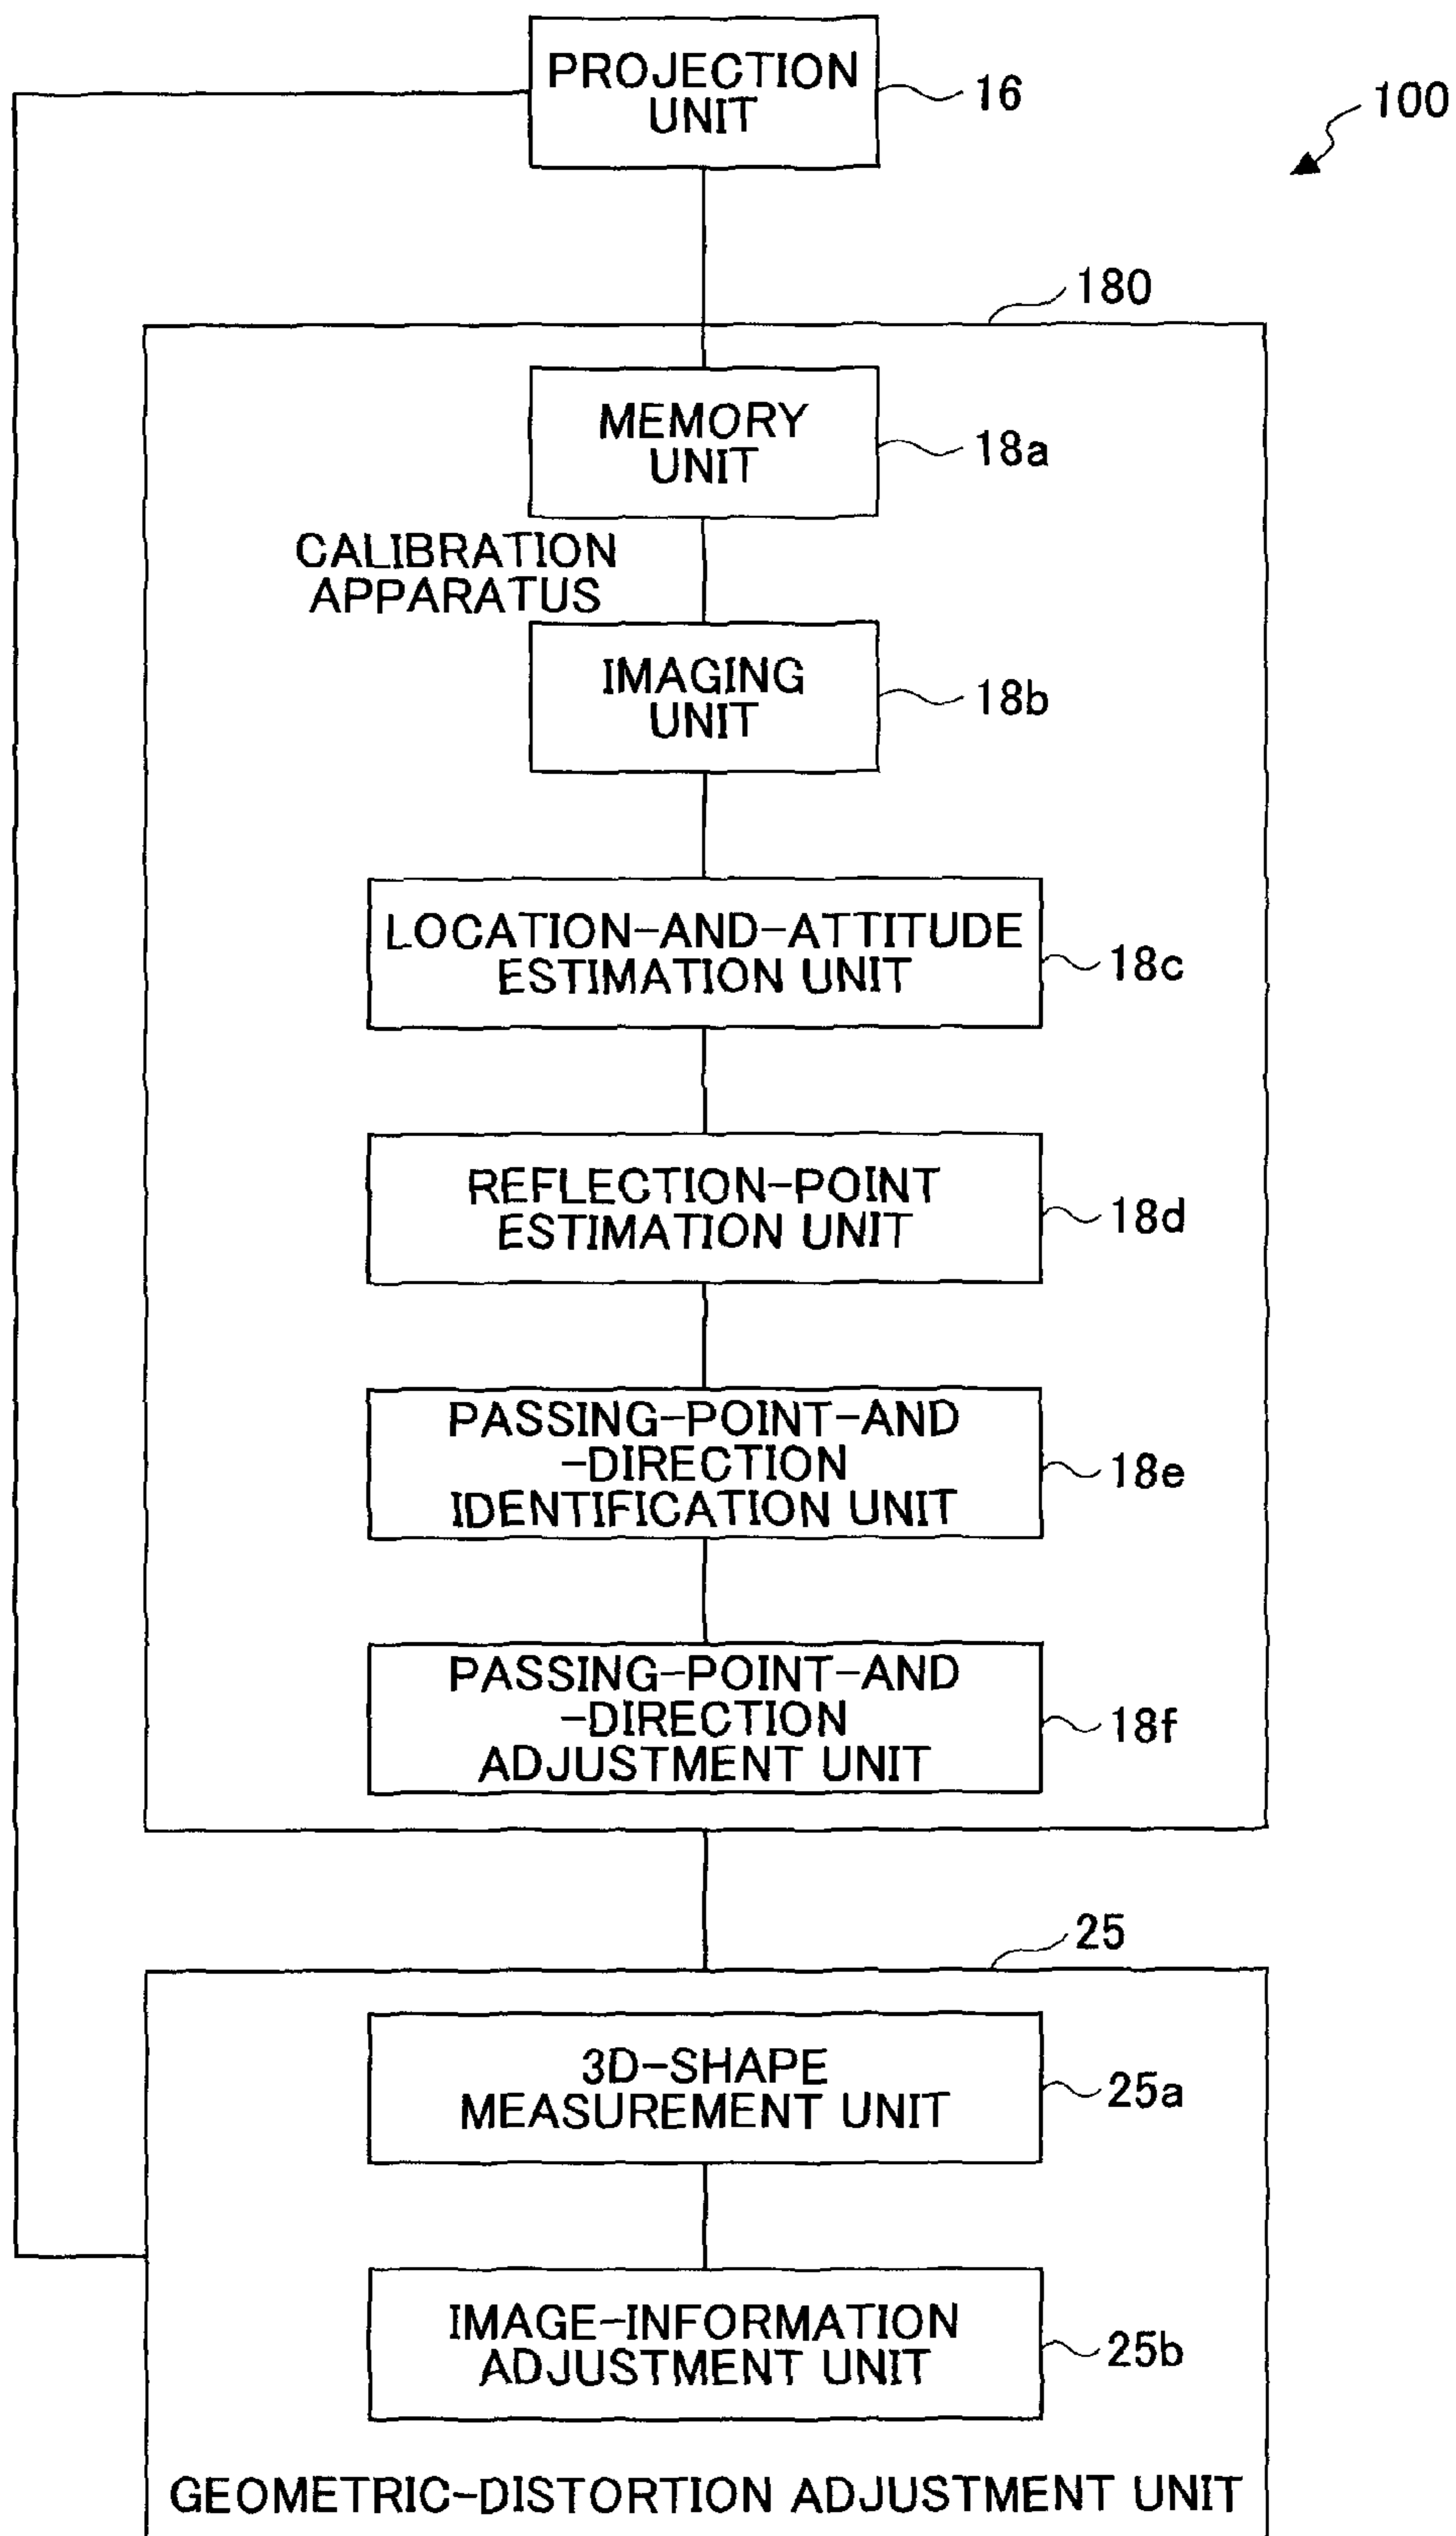 PROJECTION
UNIT
16
100
180
MEMORY
UNIT
18a
CALIBRATION
APPARATUS
IMAGING
UNIT
18b
LOCATION-AND-ATTITUDE
ESTIMATION UNIT
18c
REFLECTION-POINT
ESTIMATION UNIT
18d
PASSING-POINT-AND
-DIRECTION
IDENTIFICATION UNIT
18e
PASSING-POINT-AND
-DIRECTION
ADJUSTMENT UNIT
18f
25
3D-SHAPE
MEASUREMENT UNIT
25a
IMAGE-INFORMATION
ADJUSTMENT UNIT
25b
GEOMETRIC-DISTORTION ADJUSTMENT UNIT